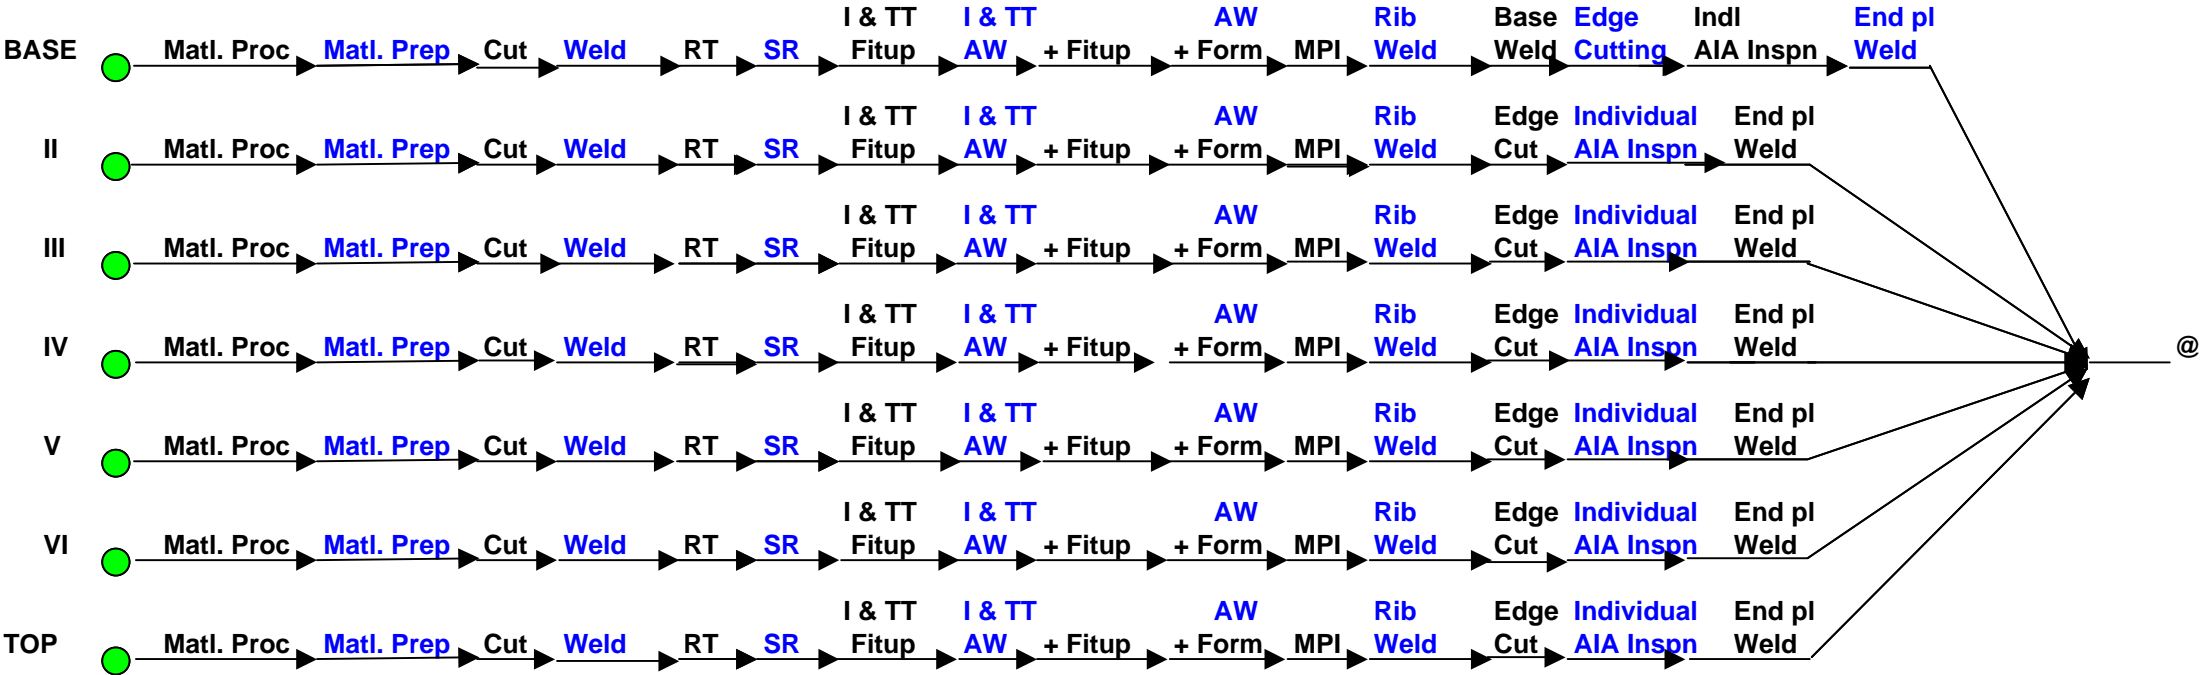 I & TT I & TT AW Rib Base Edge Indl End pl
BASE Matl. Proc Matl. Prep Cut Weld RT SR Fitup AW + Fitup + Form MPI Weld Weld Cutting AIA Inspn Weld
I & TT I & TT AW Rib Edge Individual End pl
II Matl. Proc Matl. Prep Cut Weld RT SR Fitup AW + Fitup + Form MPI Weld Cut AIA Inspn Weld
I & TT I & TT AW Rib Edge Individual End pl
III Matl. Proc Matl. Prep Cut Weld RT SR Fitup AW + Fitup + Form MPI Weld Cut AIA Inspn Weld
I & TT I & TT AW Rib Edge Individual End pl
IV Matl. Proc Matl. Prep Cut Weld RT SR Fitup AW + Fitup + Form MPI Weld Cut AIA Inspn Weld @
I & TT I & TT AW Rib Edge Individual End pl
V Matl. Proc Matl. Prep Cut Weld RT SR Fitup AW + Fitup + Form MPI Weld Cut AIA Inspn Weld
I & TT I & TT AW Rib Edge Individual End pl
VI Matl. Proc Matl. Prep Cut Weld RT SR Fitup AW + Fitup + Form MPI Weld Cut AIA Inspn Weld
I & TT I & TT AW Rib Edge Individual End pl
TOP Matl. Proc Matl. Prep Cut Weld RT SR Fitup AW + Fitup + Form MPI Weld Cut AIA Inspn Weld